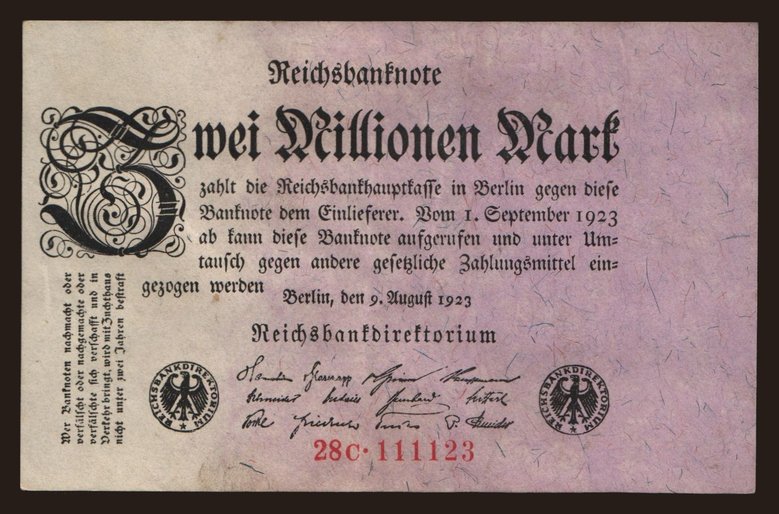 Reichsbanknote
Zwei Millionen Mark
zahlt die Reichsbankhauptkasse in Berlin gegen diese
Banknote dem Einlieferer. Vom 1. September 1923
ab kann diese Banknote aufgerufen und unter Um=
tausch gegen andere gesetzliche Zahlungsmittel ein=
gezogen werden
Berlin, den 9. August 1923
Reichsbankdirektorium
Wer Banknoten nachmacht oder
verfälscht oder nachgemachte oder
verfälschte sich verschafft und in
Verkehr bringt, wird mit Zuchthaus
nicht unter zwei Jahren bestraft
REICHSBANKDIREKTORIUM
REICHSBANKDIREKTORIUM
28C·111123